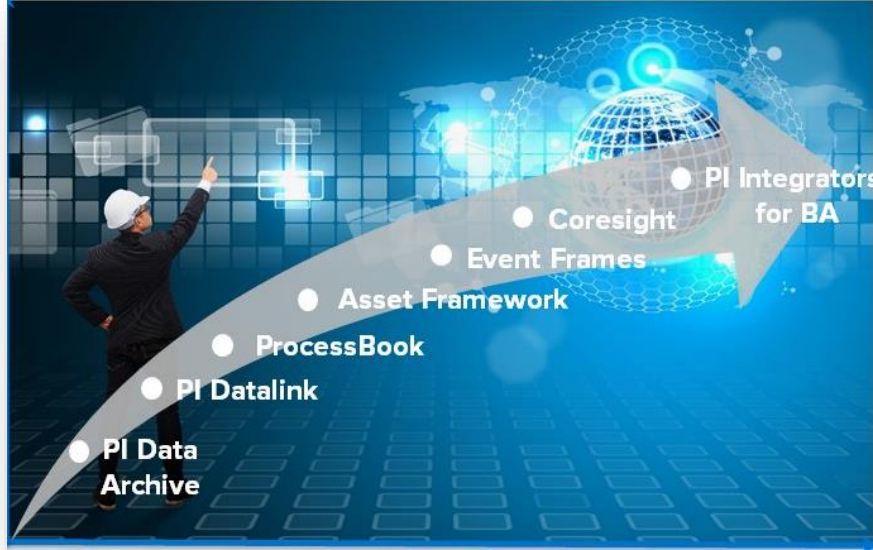 PI Integrators
for BA
Coresight
Event Frames
Asset Framework
ProcessBook
PI Datalink
PI Data
Archive